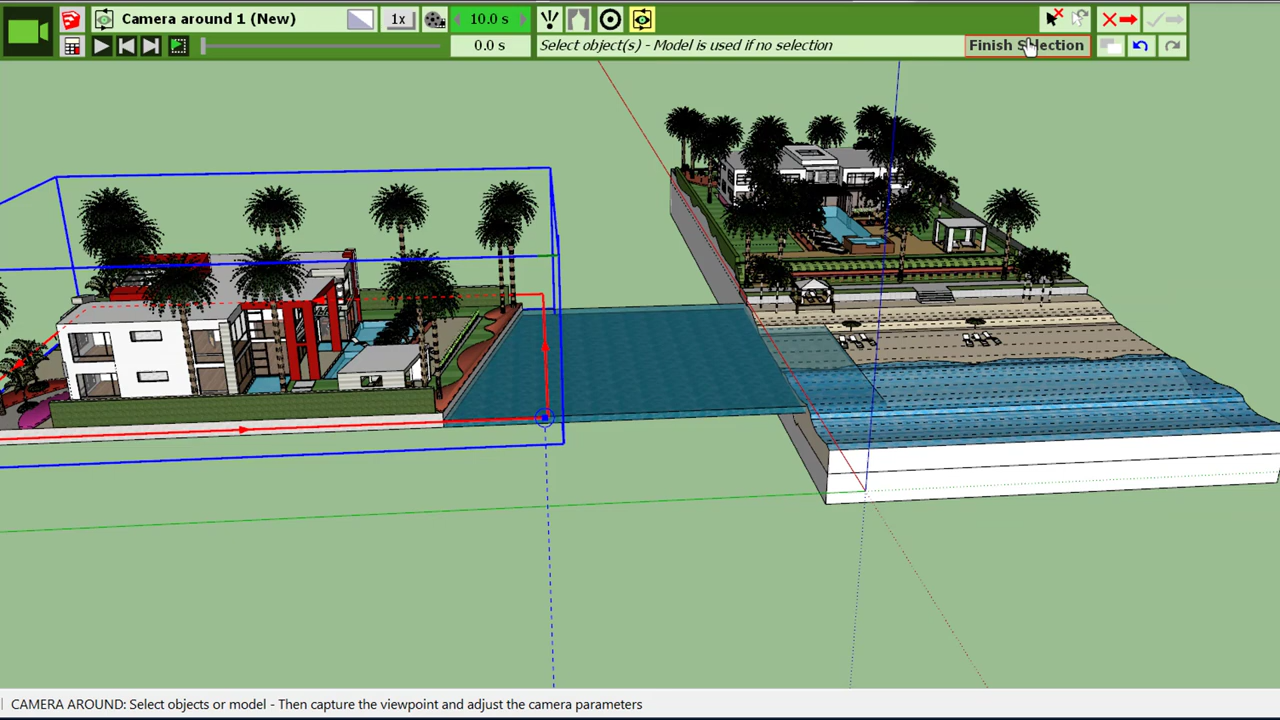 Camera around 1 (New)
1x
10.0 s
0.0 s
Select object(s) - Model is used if no selection
Finish Selection
CAMERA AROUND: Select objects or model - Then capture the viewpoint and adjust the camera parameters